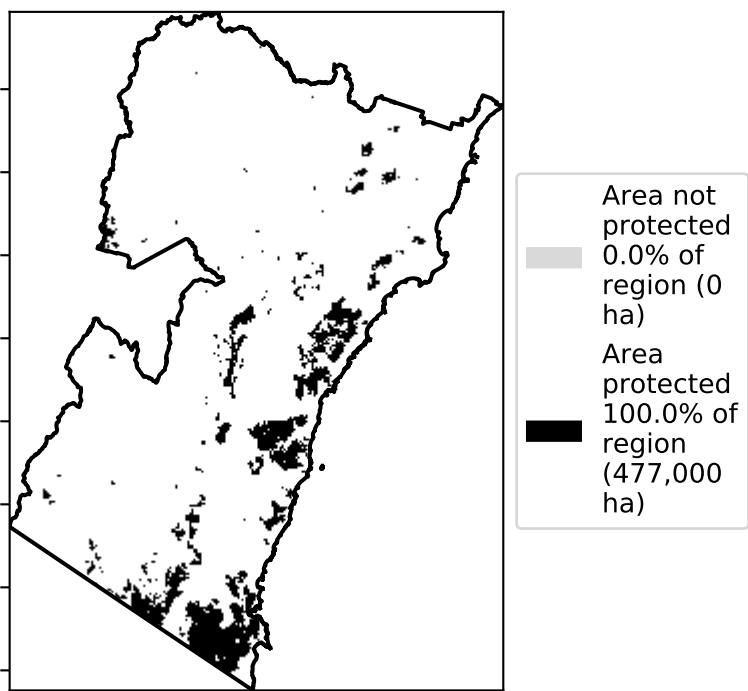 Area not
protected
0.0% of
region (0
ha)
Area
protected
100.0% of
region
(477,000
ha)